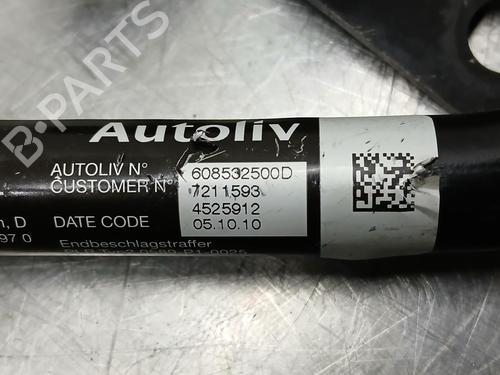 B-PARTS
Autoliv
AUTOLIV N° 608532500D
CUSTOMER N° 7211593
4525912
n, D DATE CODE 05.10.10
97 0 Endbeschlagstraffer